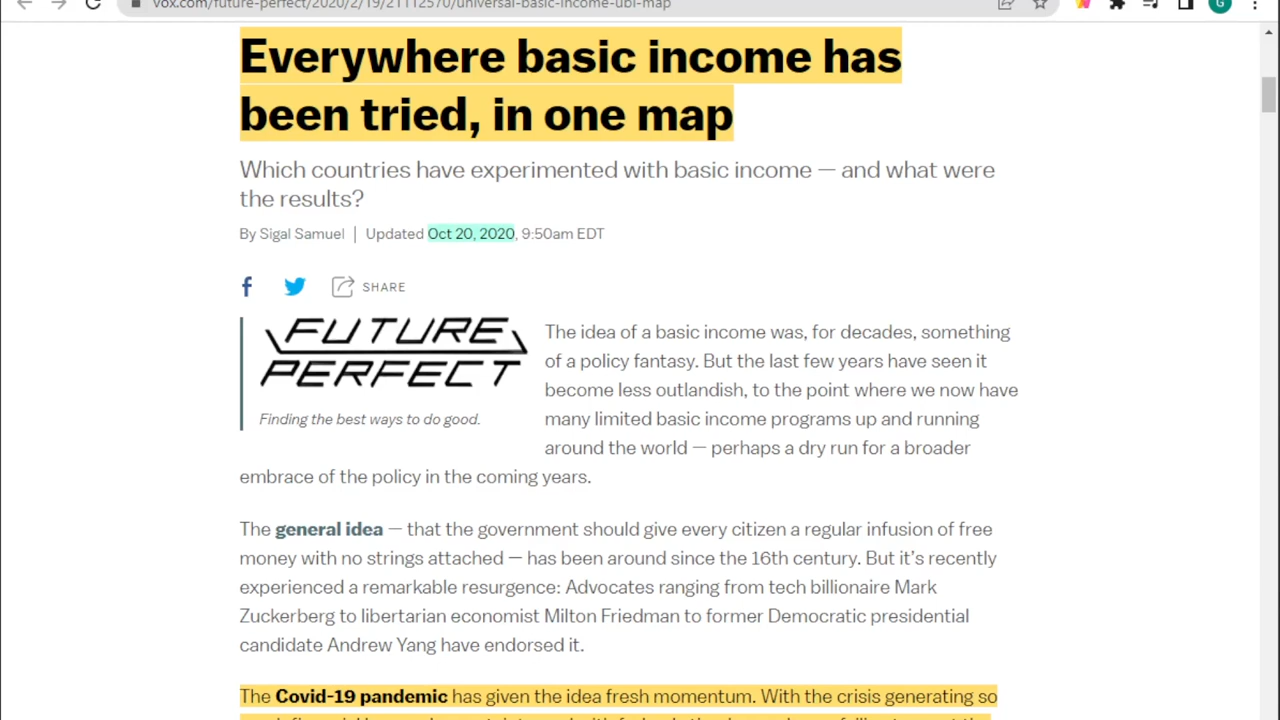 vox.com/future-perfect/2020/2/19/21112570/universal-basic-income-ubi-map
G
Everywhere basic income has
been tried, in one map
Which countries have experimented with basic income — and what were
the results?
By Sigal Samuel | Updated Oct 20, 2020, 9:50am EDT
SHARE
FUTURE
PERFECT
Finding the best ways to do good.
The idea of a basic income was, for decades, something
of a policy fantasy. But the last few years have seen it
become less outlandish, to the point where we now have
many limited basic income programs up and running
around the world — perhaps a dry run for a broader
embrace of the policy in the coming years.
The general idea — that the government should give every citizen a regular infusion of free
money with no strings attached — has been around since the 16th century. But it's recently
experienced a remarkable resurgence: Advocates ranging from tech billionaire Mark
Zuckerberg to libertarian economist Milton Friedman to former Democratic presidential
candidate Andrew Yang have endorsed it.
The Covid-19 pandemic has given the idea fresh momentum. With the crisis generating so